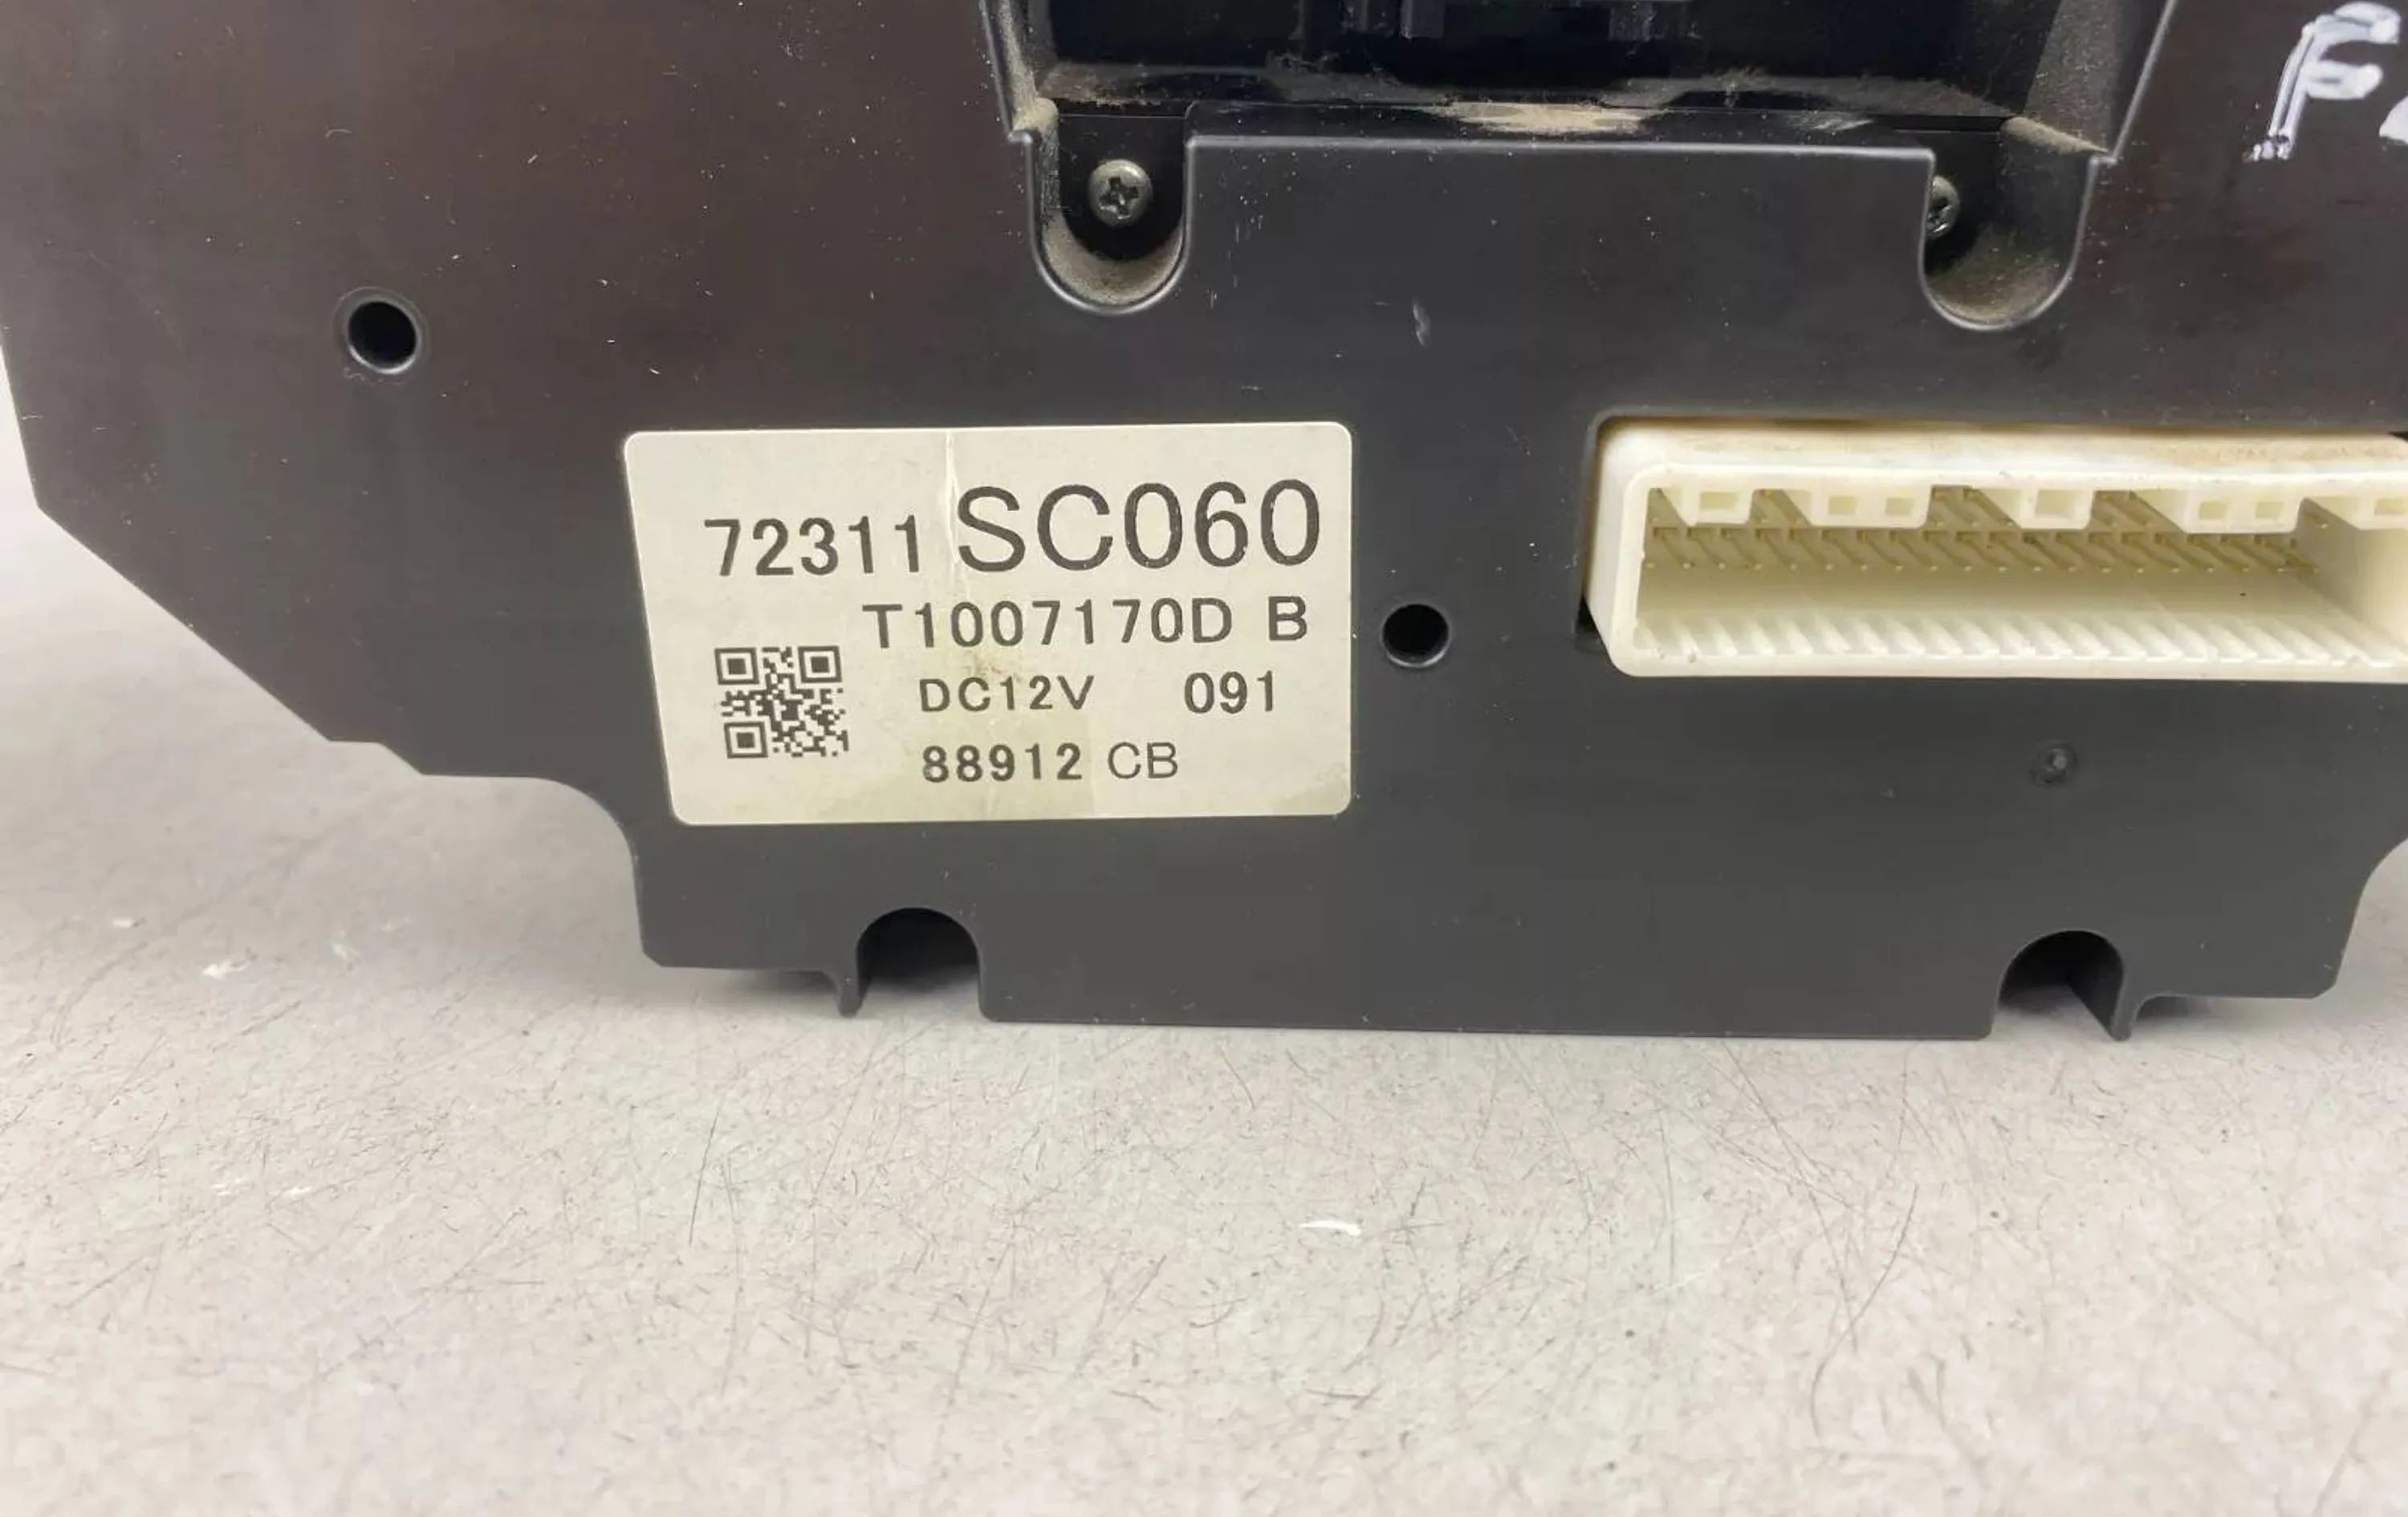 F
72311 SC060
T1007170D B
DC12V 091
88912 CB